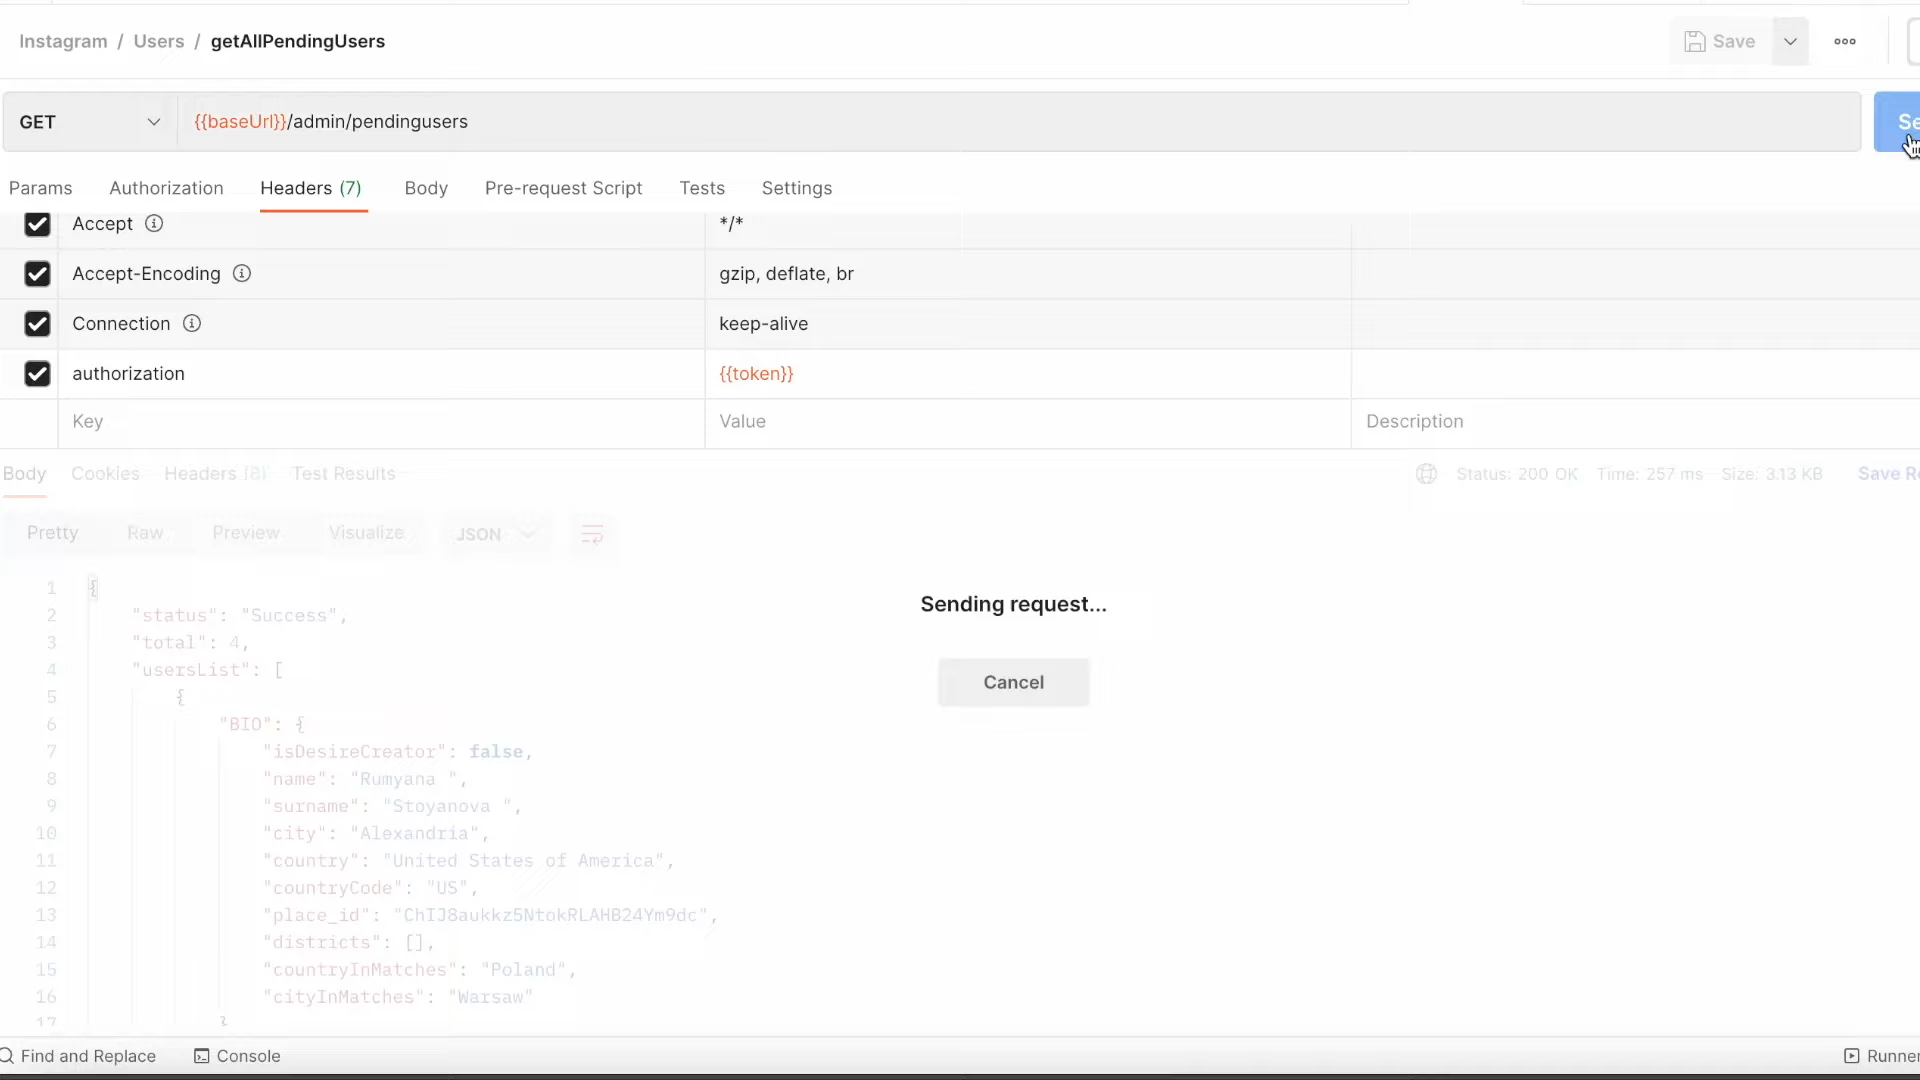 Instagram / Users / getAllPendingUsers
Save
GET {{baseUrl}}/admin/pendingusers
Params Authorization Headers (7) Body Pre-request Script Tests Settings
Accept */*
Accept-Encoding gzip, deflate, br
Connection keep-alive
authorization {{token}}
Key Value Description
Body Cookies Headers (8) Test Results Status: 200 OK Time: 257 ms Size: 3.13 KB Save Re
Pretty Raw Preview Visualize JSON
1 {
2 "status": "Success",
3 "total": 4,
4 "usersList": [
5 {
6 "BIO": {
7 "isDesireCreator": false,
8 "name": "Rumyana ",
9 "surname": "Stoyanova ",
10 "city": "Alexandria",
11 "country": "United States of America",
12 "countryCode": "US",
13 "place_id": "ChIJ8aukkz5NtokRLAHB24Ym9dc",
14 "districts": [],
15 "countryInMatches": "Poland",
16 "cityInMatches": "Warsaw"
17 }
Sending request...
Cancel
Find and Replace Console Runner